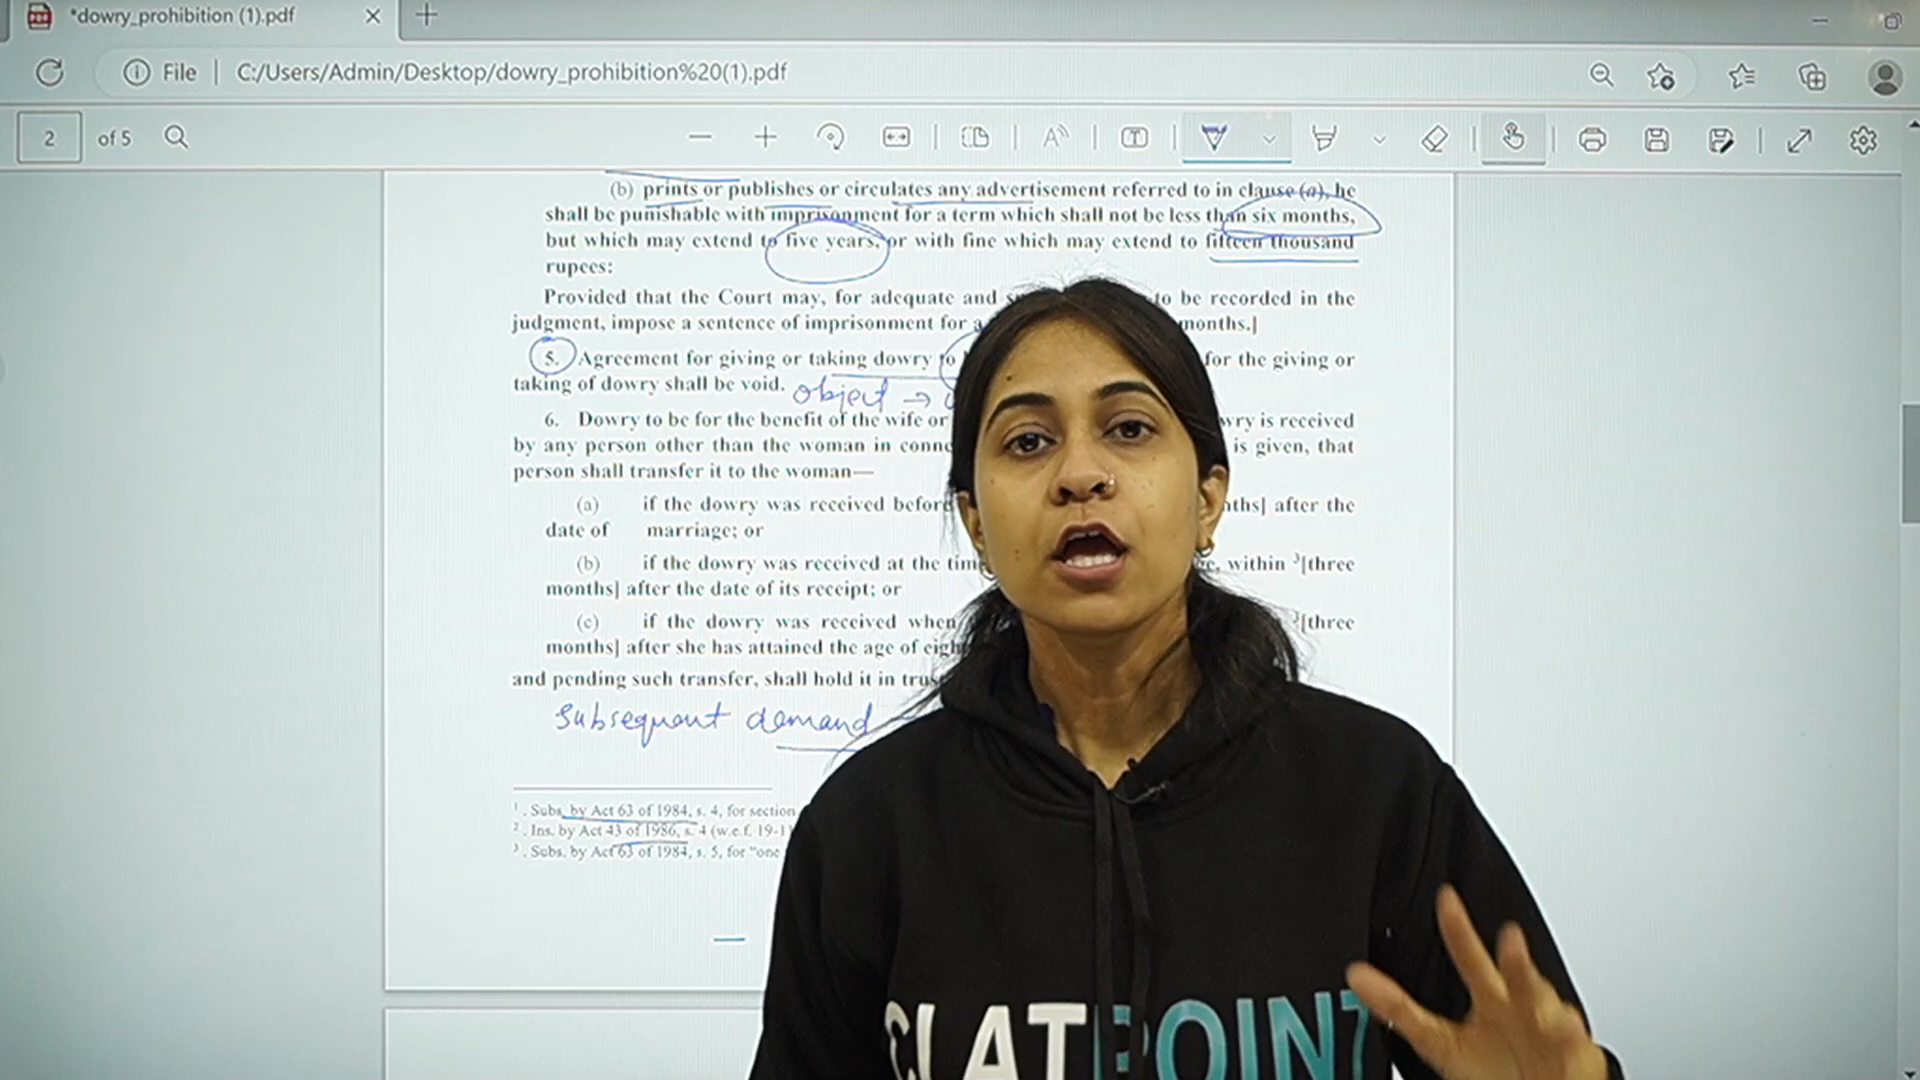 *dowry_prohibition (1).pdf
File | C:/Users/Admin/Desktop/dowry_prohibition%20(1).pdf
2 of 5
(b) prints or publishes or circulates any advertisement referred to in clause (a), he
shall be punishable with imprisonment for a term which shall not be less than six months,
but which may extend to five years, or with fine which may extend to fifteen thousand
rupees:
Provided that the Court may, for adequate and to be recorded in the
judgment, impose a sentence of imprisonment for a months.]
5. Agreement for giving or taking dowry to for the giving or
taking of dowry shall be void. object →
6. Dowry to be for the benefit of the wife or is received
by any person other than the woman in is given, that
person shall transfer it to the woman—
(a) if the dowry was received before after the
date of marriage; or
(b) if the dowry was received at the within 3[three
months] after the date of its receipt; or
(c) if the dowry was received when 3[three
months] after she has attained the age of
and pending such transfer, shall hold it in
Subsequent demand
1. Subs. by Act 63 of 1984, s. 4, for section
2. Ins. by Act 43 of 1986, s. 4 (w.e.f.
3. Subs. by Act 63 of 1984, s. 5, for "one
CLATPOINT